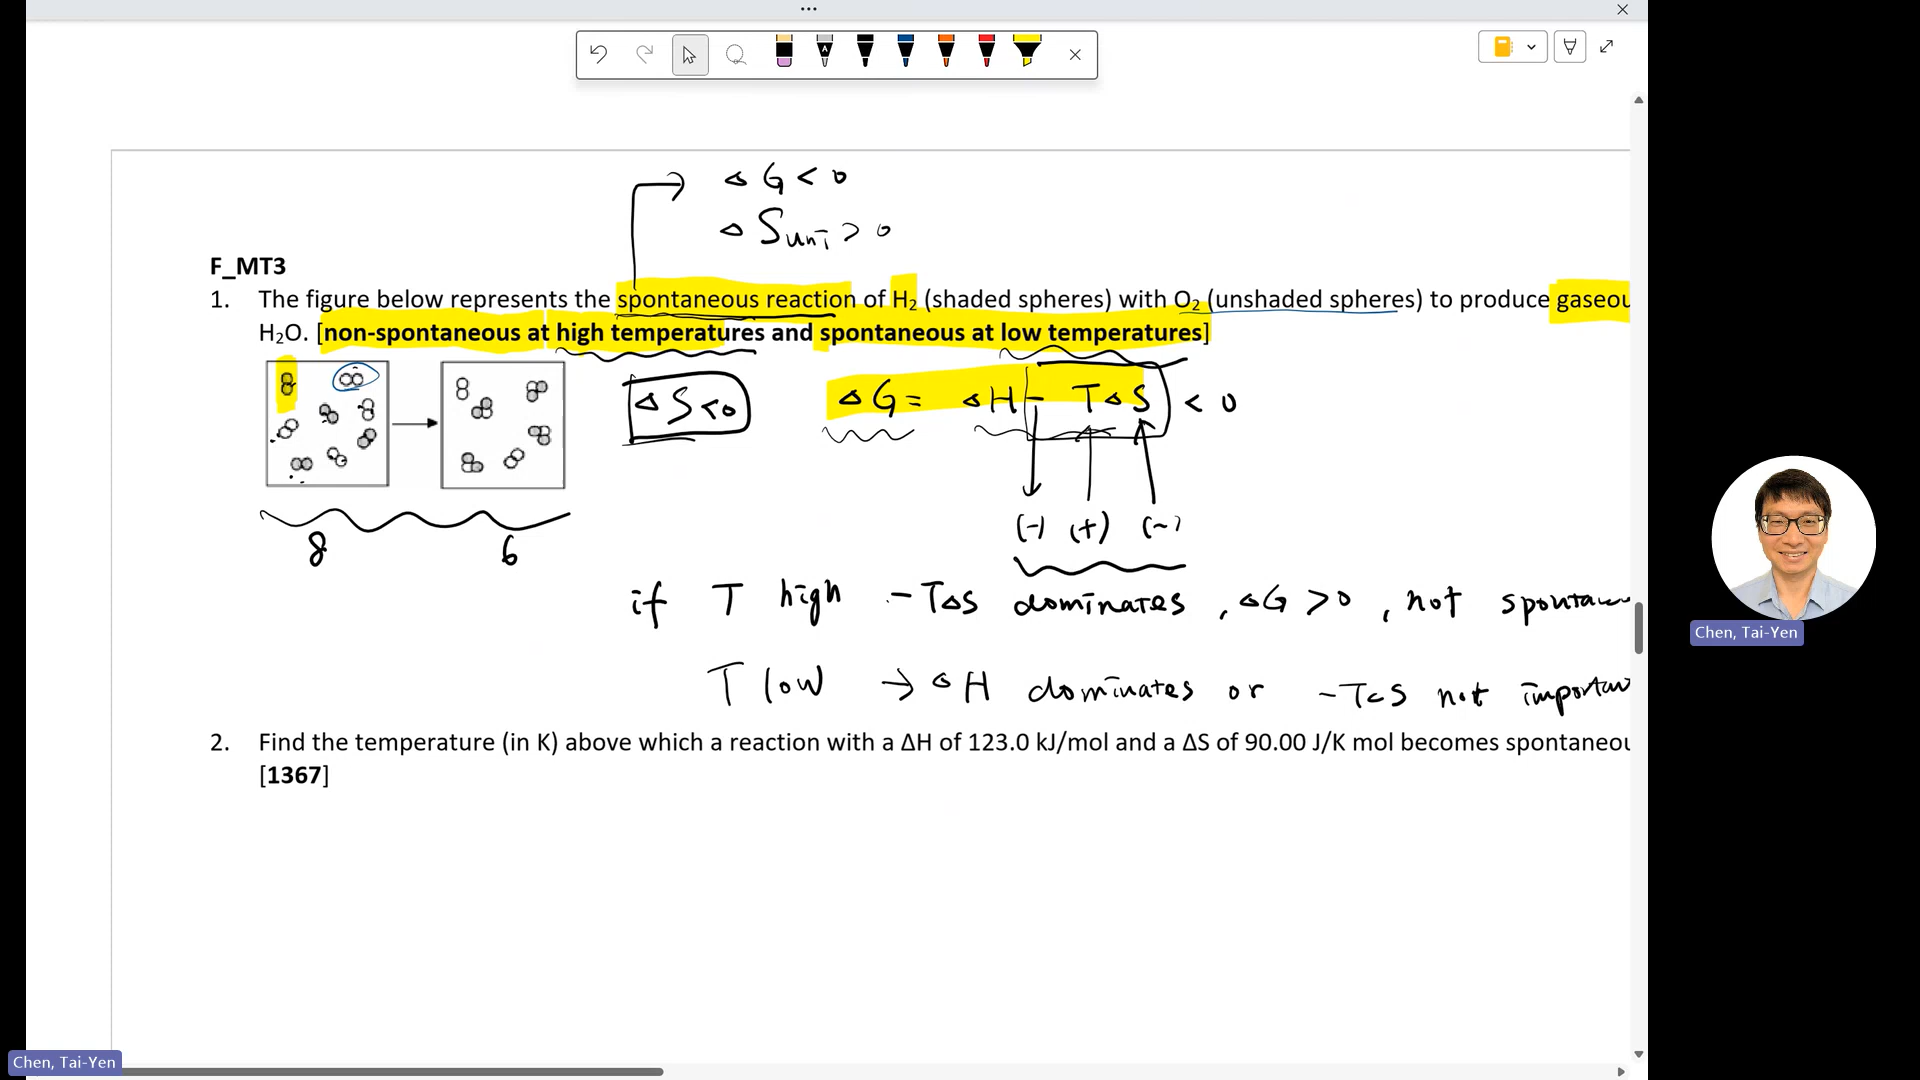 ΔG < 0
ΔSuni > 0
F_MT3
1. The figure below represents the spontaneous reaction of H₂ (shaded spheres) with O₂ (unshaded spheres) to produce gaseou
H₂O. [non-spontaneous at high temperatures and spontaneous at low temperatures]
ΔS<0
ΔG = ΔH - TΔS < 0
(-) (+) (-)
8 6
if T high -TΔS dominates, ΔG > 0, not
T low → ΔH dominates or -TΔS not
2. Find the temperature (in K) above which a reaction with a ΔH of 123.0 kJ/mol and a ΔS of 90.00 J/K mol becomes spontaneou
[1367]
Chen, Tai-Yen
Chen, Tai-Yen